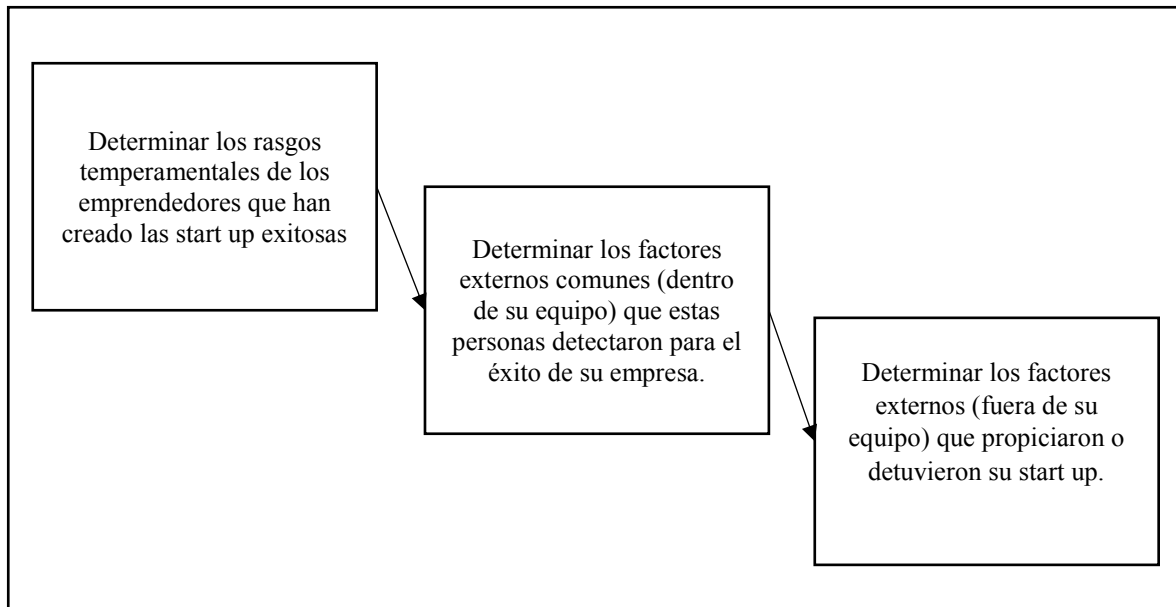 Determinar los rasgos
temperamentales de los
emprendedores que han
creado las start up exitosas
Determinar los factores
externos comunes (dentro
de su equipo) que estas
personas detectaron para el
éxito de su empresa.
Determinar los factores
externos (fuera de su
equipo) que propiciaron o
detuvieron su start up.